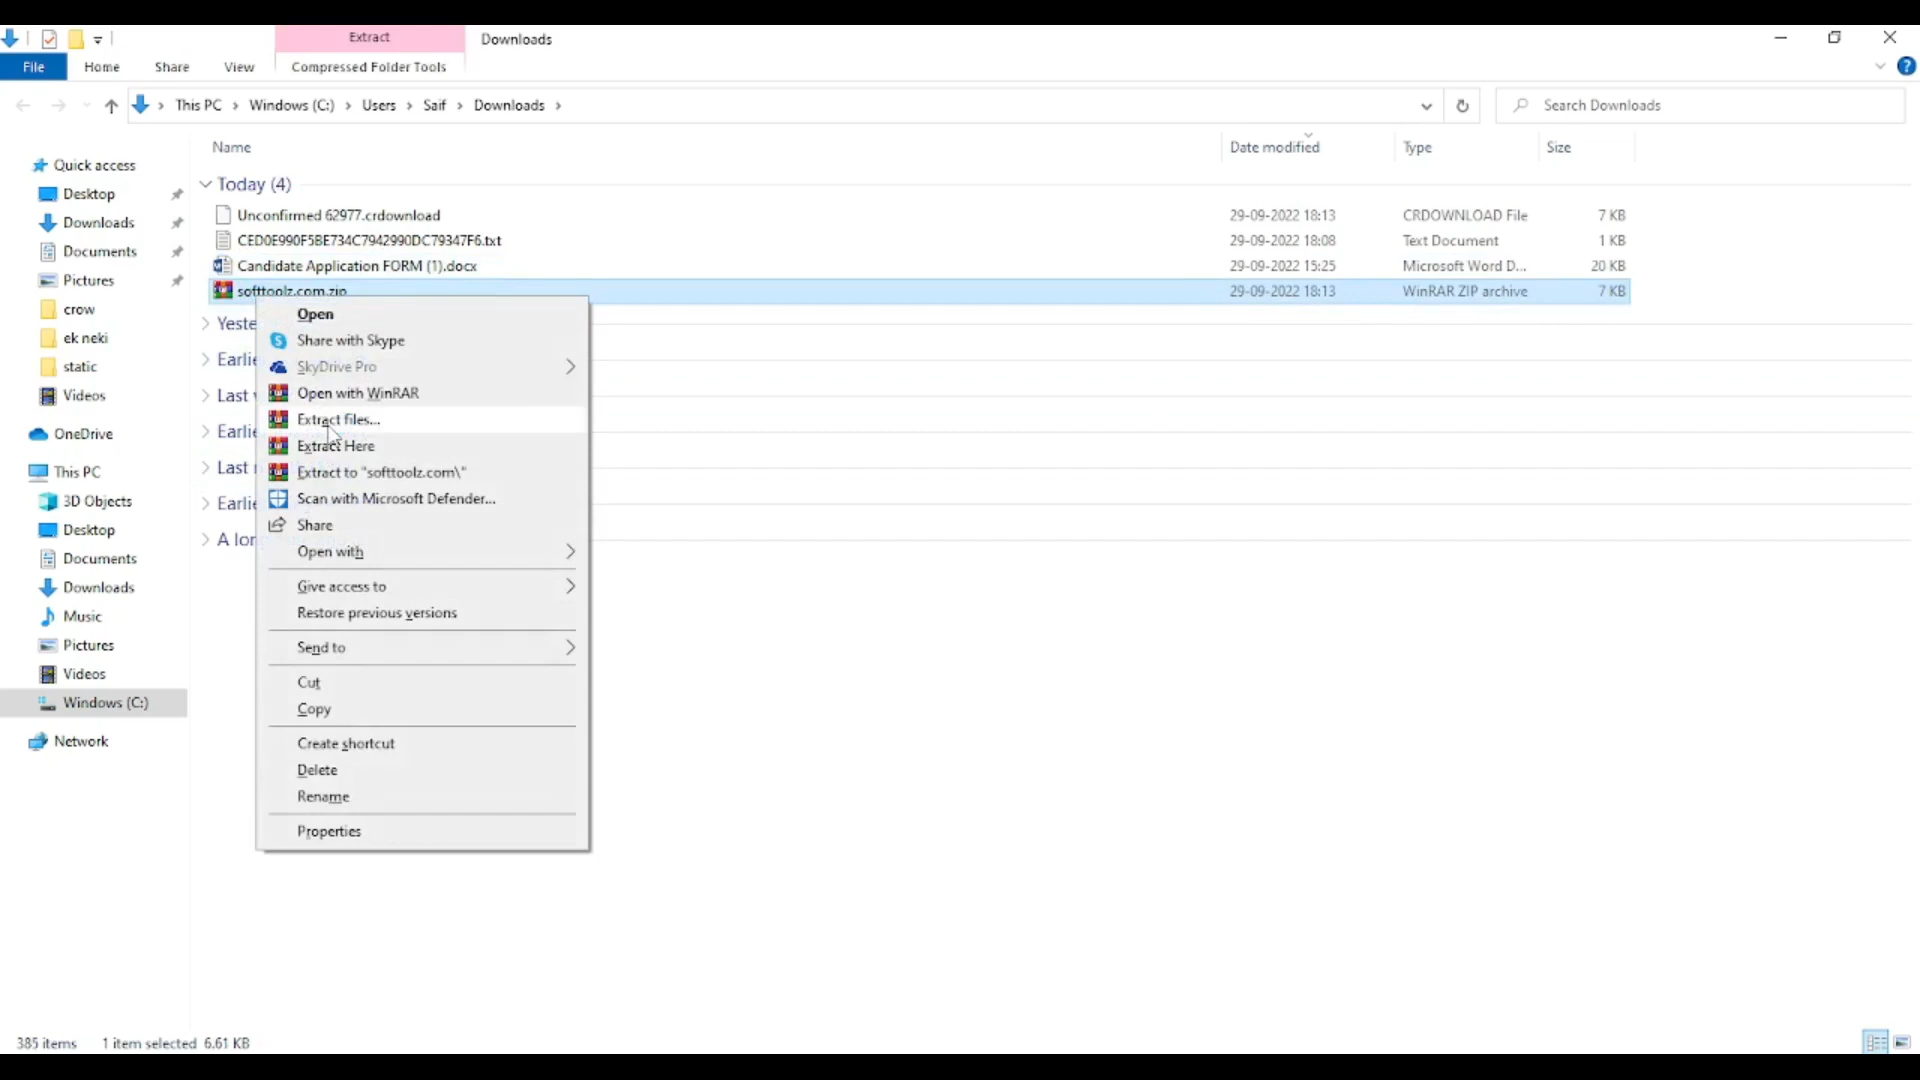 Extract
Downloads
File
Home
Share
View
Compressed Folder Tools
This PC
Windows (C:)
Users
Saif
Downloads
Search Downloads
Name
Date modified
Type
Size
Quick access
Desktop
Downloads
Documents
Pictures
crow
ek neki
static
Videos
OneDrive
This PC
3D Objects
Desktop
Documents
Downloads
Music
Pictures
Videos
Windows (C:)
Network
Today (4)
Unconfirmed 62977.crdownload 29-09-2022 18:13 CRDOWNLOAD File 7 KB
CED0E990F5BE734C7942990DC79347F6.txt 29-09-2022 18:08 Text Document 1 KB
Candidate Application FORM (1).docx 29-09-2022 15:25 Microsoft Word D... 20 KB
softtoolz.com.zip 29-09-2022 18:13 WinRAR ZIP archive 7 KB
Yeste
Earlie
Last
Earlie
Last
Earlie
A lon
Open
Share with Skype
SkyDrive Pro
Open with WinRAR
Extract files...
Extract Here
Extract to "softtoolz.com\"
Scan with Microsoft Defender...
Share
Open with
Give access to
Restore previous versions
Send to
Cut
Copy
Create shortcut
Delete
Rename
Properties
385 items
1 item selected 6.61 KB